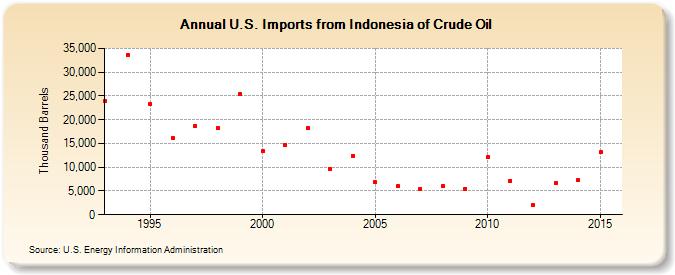 Annual U.S. Imports from Indonesia of Crude Oil
Thousand Barrels
35,000
30,000
25,000
20,000
15,000
10,000
5,000
0
1995 2000 2005 2010 2015
Source: U.S. Energy Information Administration